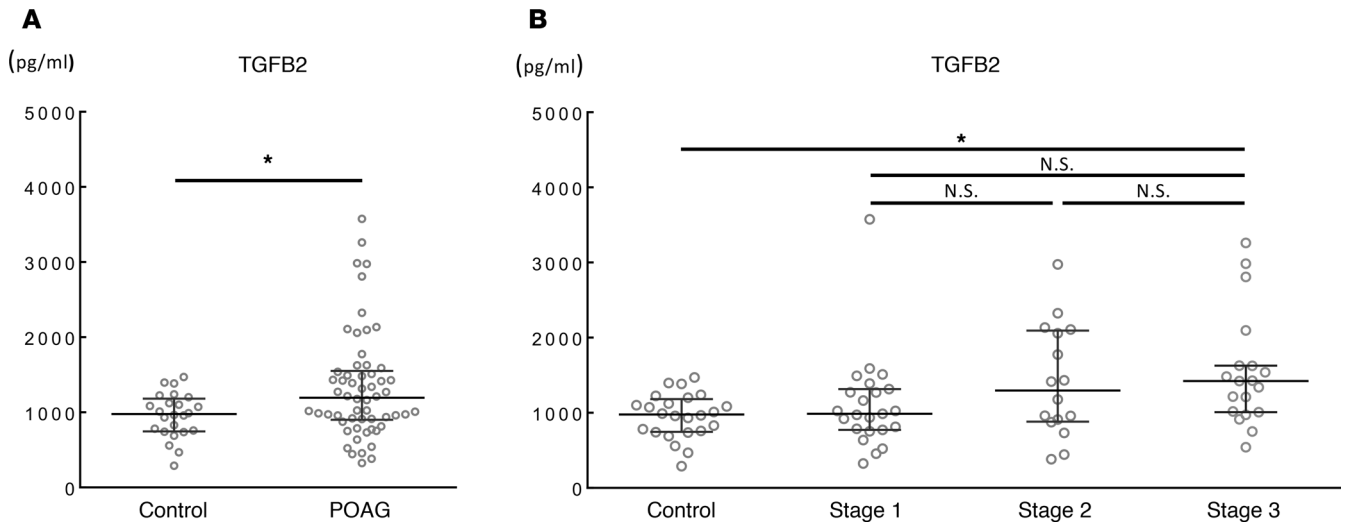 A
(pg/ml)
TGFB2
5000
4000
3000
2000
1000
0
*
Control
POAG
B
(pg/ml)
TGFB2
5000
4000
3000
2000
1000
0
*
N.S.
N.S.
N.S.
Control
Stage 1
Stage 2
Stage 3